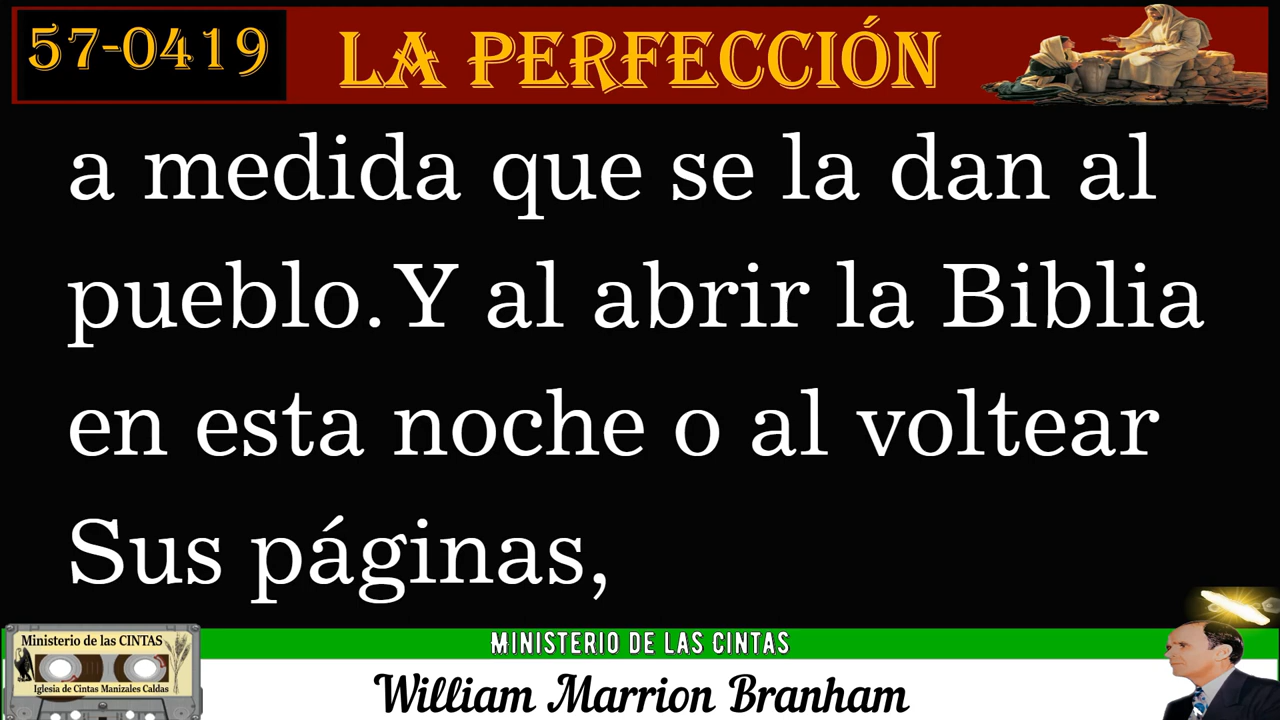 57-0419
LA PERFECCIÓN
a medida que se la dan al
pueblo.Y al abrir la Biblia
en esta noche o al voltear
Sus páginas,
MINISTERIO DE LAS CINTAS
Ministerio de las CINTAS
Iglesia de Cintas Manizales Caldas
William Marrion Branham